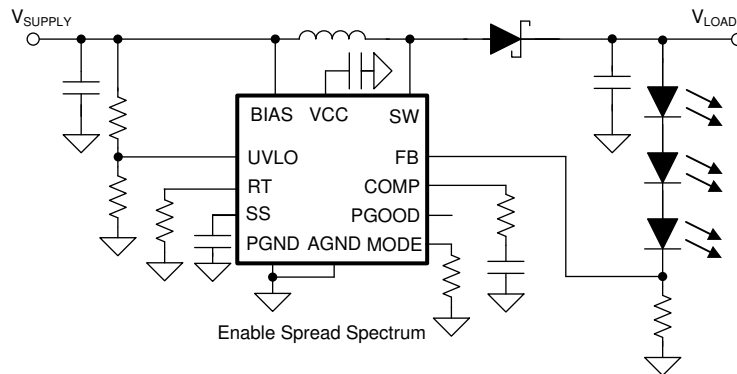 VSUPPLY
VLOAD
BIAS VCC SW
UVLO FB
RT COMP
SS PGOOD
PGND AGND MODE
Enable Spread Spectrum